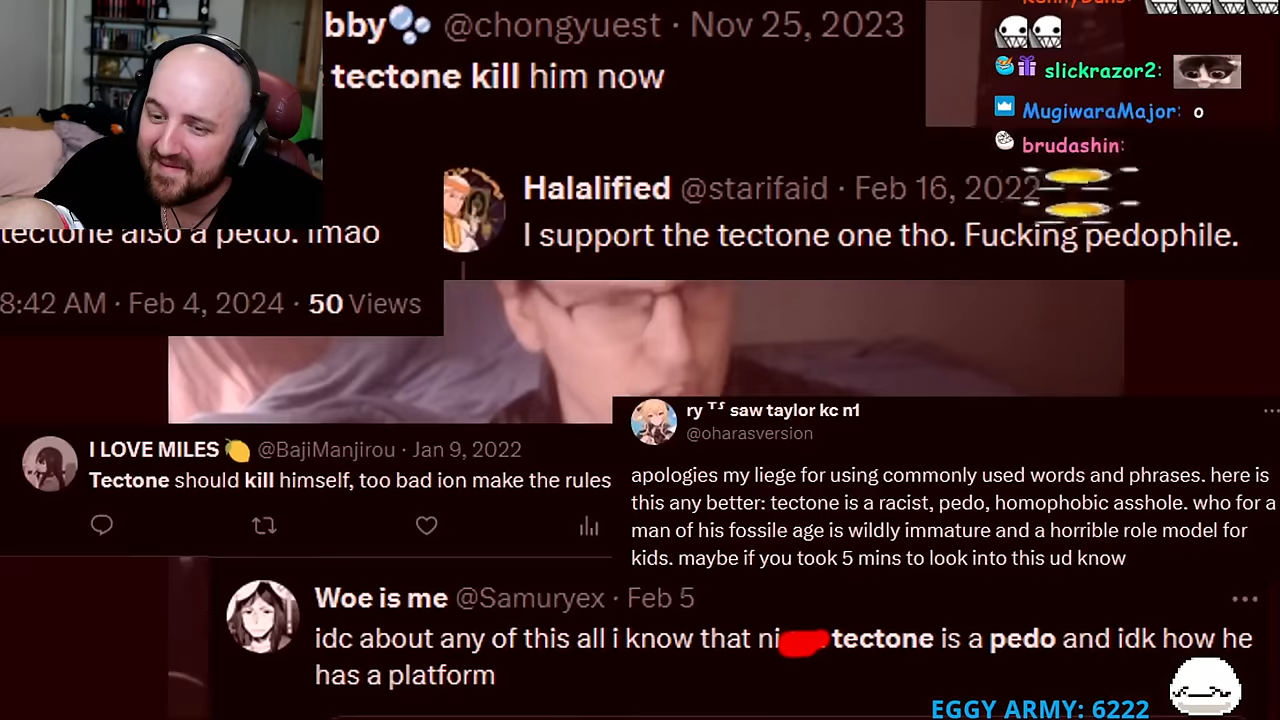 bby @chongyuest · Nov 25, 2023
tectone kill him now
slickrazor2:
MugiwaraMajor: o
brudashin:
Halalified @starifaid · Feb 16, 2022
I support the tectone one tho. Fucking pedophile.
tectone also a pedo. lmao
8:42 AM · Feb 4, 2024 · 50 Views
I LOVE MILES @BajiManjirou · Jan 9, 2022
Tectone should kill himself, too bad ion make the rules
ry ᵀˢ saw taylor kc n1
@oharasversion
apologies my liege for using commonly used words and phrases. here is
this any better: tectone is a racist, pedo, homophobic asshole. who for a
man of his fossile age is wildly immature and a horrible role model for
kids. maybe if you took 5 mins to look into this ud know
Woe is me @Samuryex · Feb 5
idc about any of this all i know that ni tectone is a pedo and idk how he
has a platform
EGGY ARMY: 6222